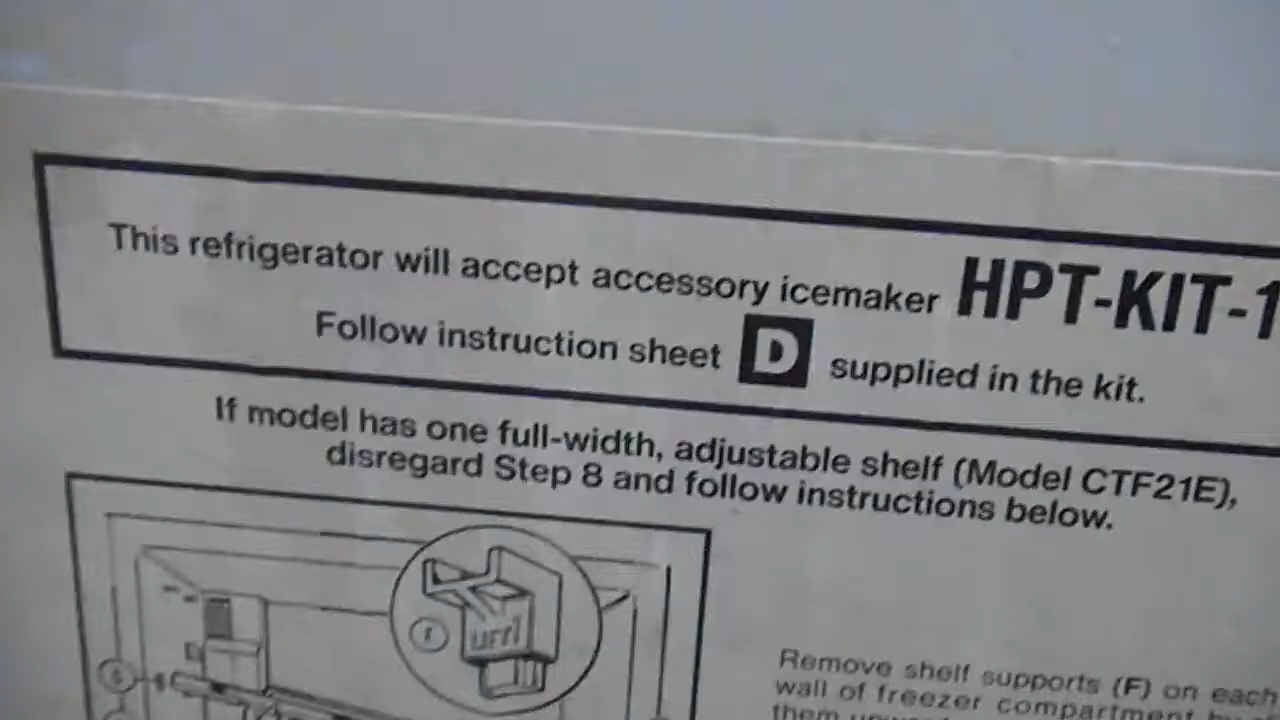 This refrigerator will accept accessory icemaker HPT-KIT-1
Follow instruction sheet D supplied in the kit.
If model has one full-width, adjustable shelf (Model CTF21E),
disregard Step 8 and follow instructions below.
Remove shelf supports (F) on each
wall of freezer compartment
them